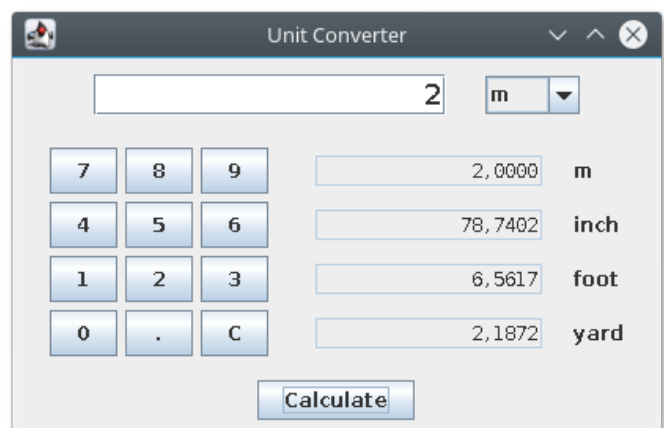 Unit Converter
2 m
7 8 9 2,0000 m
4 5 6 78,7402 inch
1 2 3 6,5617 foot
0 . C 2,1872 yard
Calculate